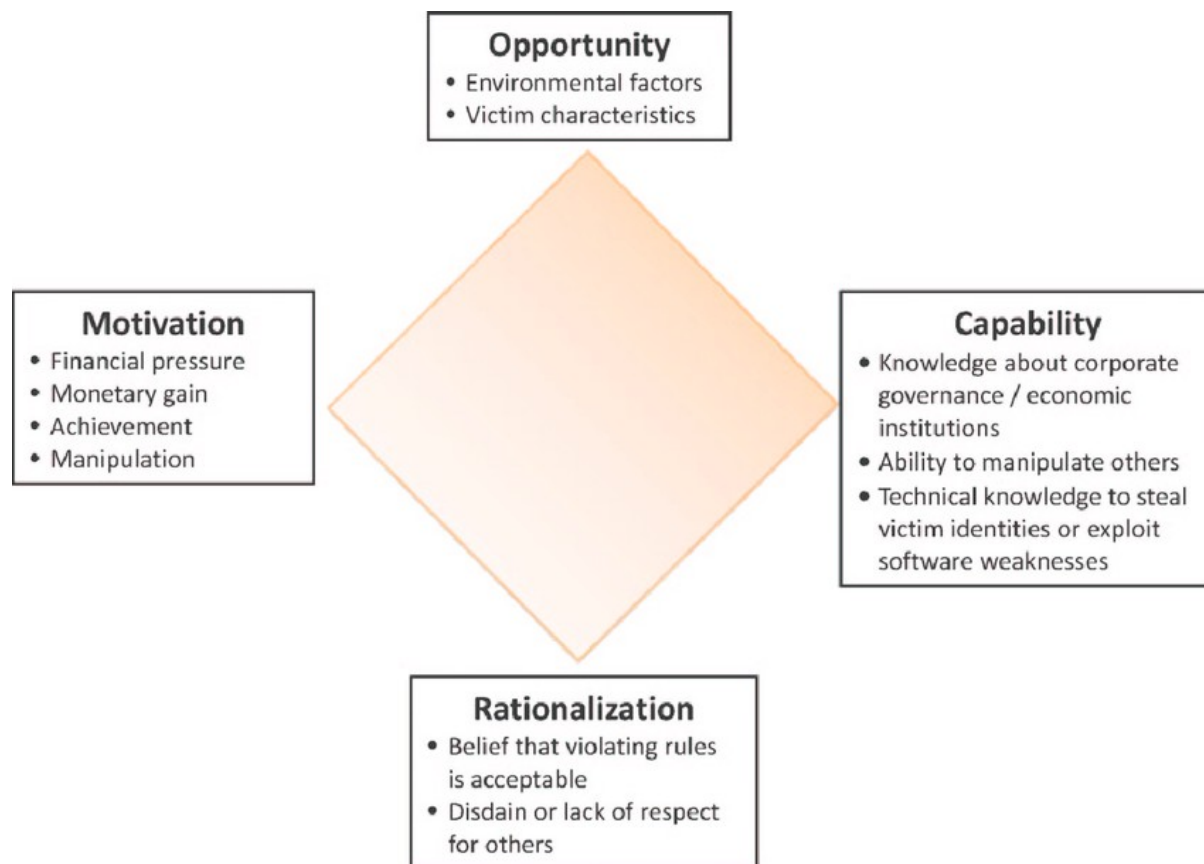 Opportunity
• Environmental factors
• Victim characteristics
Motivation
• Financial pressure
• Monetary gain
• Achievement
• Manipulation
Capability
• Knowledge about corporate
governance / economic
institutions
• Ability to manipulate others
• Technical knowledge to steal
victim identities or exploit
software weaknesses
Rationalization
• Belief that violating rules
is acceptable
• Disdain or lack of respect
for others